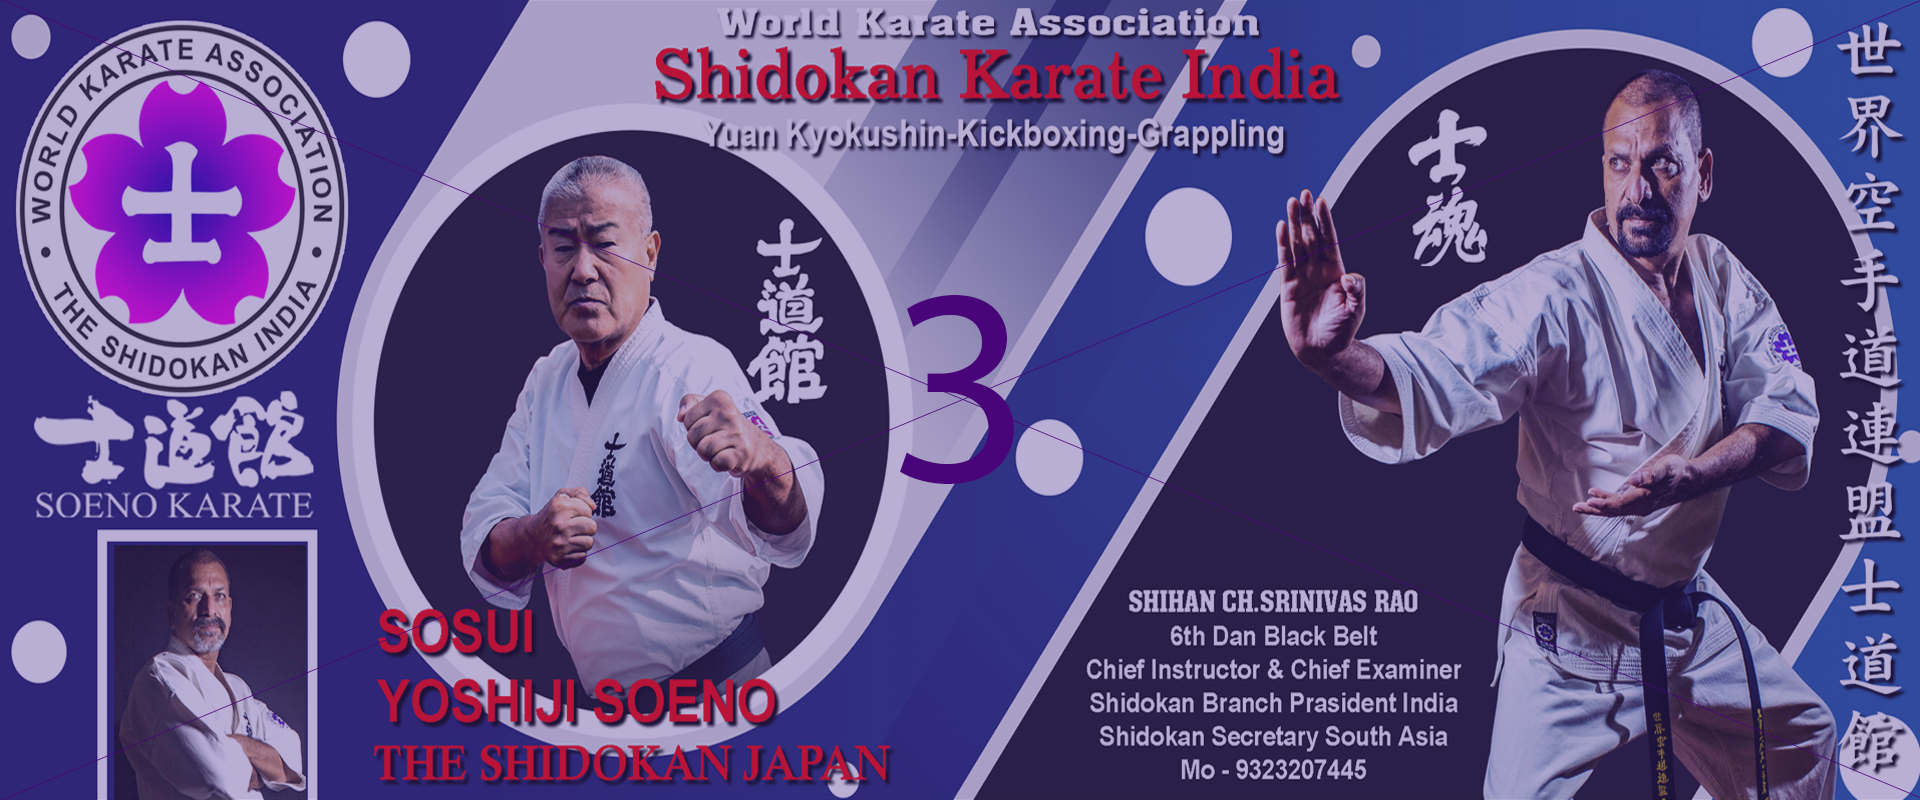 WORLD KARATE ASSOCIATION
THE SHIDOKAN INDIA
士
士道館
SOENO KARATE
World Karate Association
Shidokan Karate India
Yuan Kyokushin-Kickboxing-Grappling
士道館
士道館
SOSUI
YOSHIJI SOENO
THE SHIDOKAN JAPAN
3
士魂
SHIHAN CH.SRINIVAS RAO
6th Dan Black Belt
Chief Instructor & Chief Examiner
Shidokan Branch Prasident India
Shidokan Secretary South Asia
Mo - 9323207445
世界空手道連盟士道館